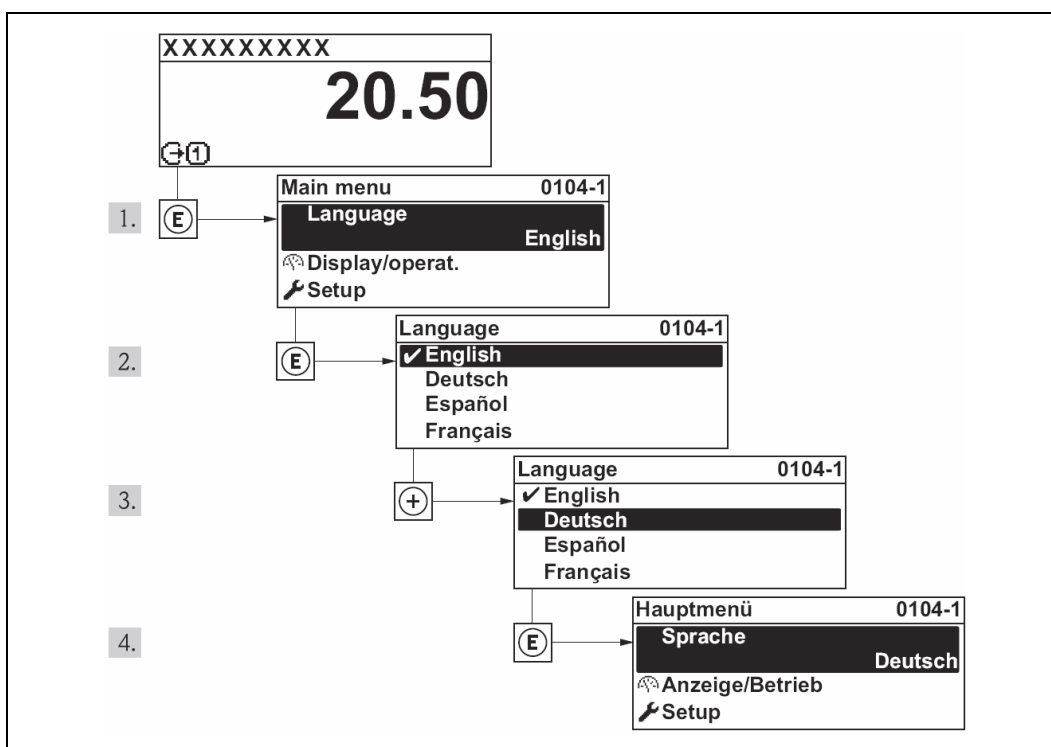 XXXXXXXXX
20.50
1
Main menu 0104-1
1. E Language
English
Display/operat.
Setup
Language 0104-1
2. E ✔ English
Deutsch
Español
Français
Language 0104-1
3. + ✔ English
Deutsch
Español
Français
Hauptmenü 0104-1
4. E Sprache
Deutsch
Anzeige/Betrieb
Setup